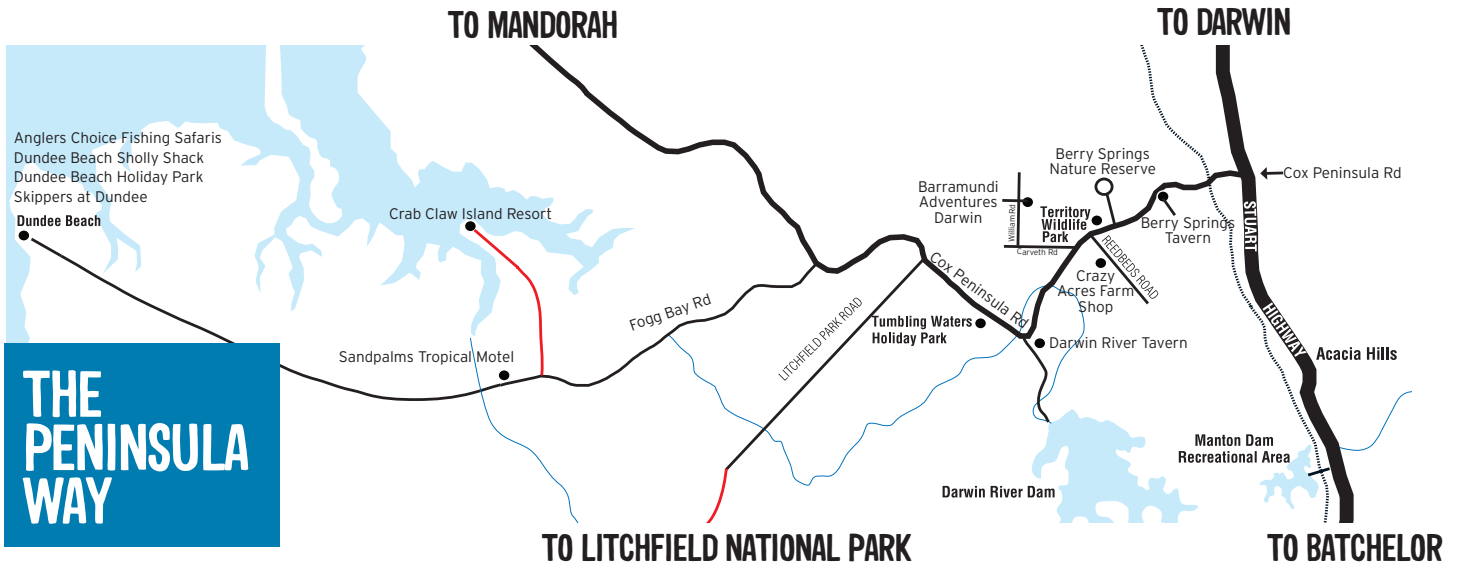 TO MANDORAH
TO DARWIN
Anglers Choice Fishing Safaris
Dundee Beach Sholly Shack
Dundee Beach Holiday Park
Skippers at Dundee
Dundee Beach
Crab Claw Island Resort
Berry Springs
Nature Reserve
Barramundi
Adventures
Darwin
William Rd
Carveth Rd
Territory
Wildlife
Park
Cox Peninsula Rd
Berry Springs
Tavern
STUART
HIGHWAY
REEDBEDS ROAD
Crazy
Acres Farm
Shop
Cox Peninsula Rd
Fogg Bay Rd
LITCHFIELD PARK ROAD
Tumbling Waters
Holiday Park
Darwin River Tavern
Sandpalms Tropical Motel
Acacia Hills
THE
PENINSULA
WAY
Manton Dam
Recreational Area
Darwin River Dam
TO LITCHFIELD NATIONAL PARK
TO BATCHELOR